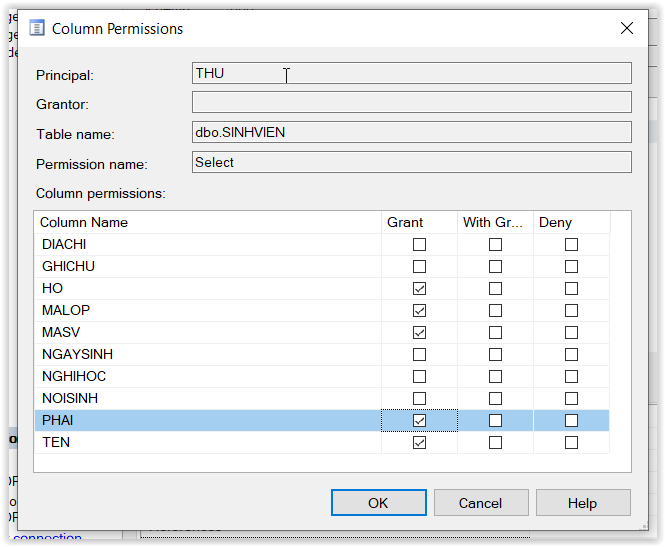 Column Permissions
Principal: THU
Grantor:
Table name: dbo.SINHVIEN
Permission name: Select
Column permissions:
Column Name Grant With Gr... Deny
DIACHI
GHICHU
HO
MALOP
MASV
NGAYSINH
NGHIHOC
NOISINH
PHAI
TEN
OK Cancel Help
connection